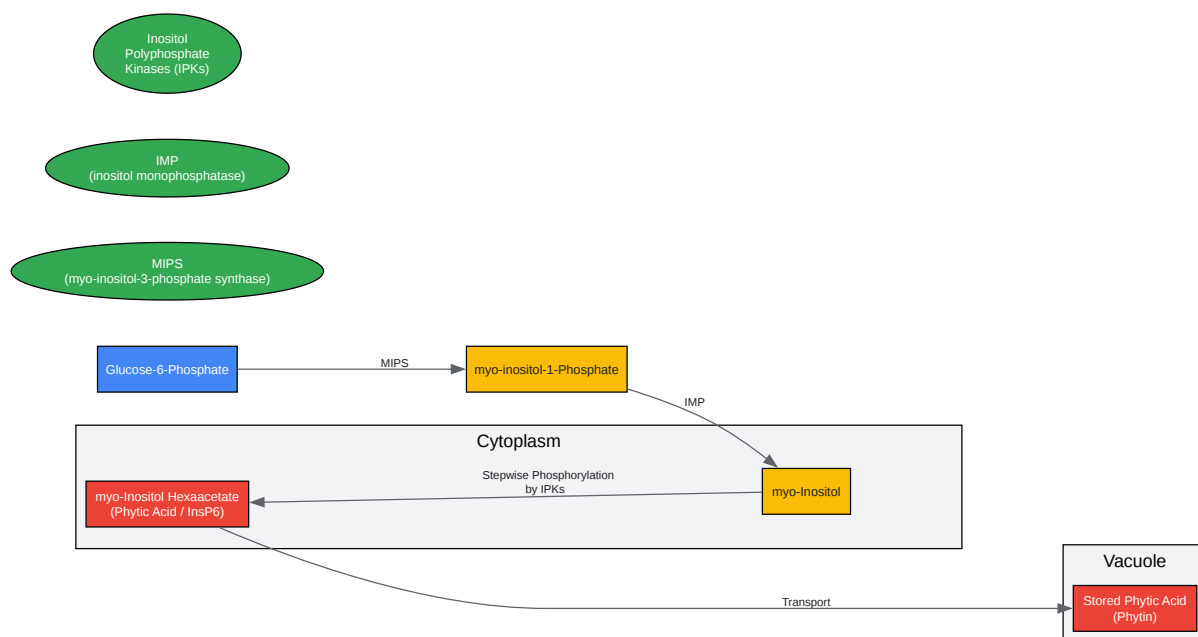 Inositol
Polyphosphate
Kinases (IPKs)
IMP
(inositol monophosphatase)
MIPS
(myo-inositol-3-phosphate synthase)
Glucose-6-Phosphate
MIPS
myo-inositol-1-Phosphate
IMP
Cytoplasm
Stepwise Phosphorylation
by IPKs
myo-Inositol Hexaacetate
(Phytic Acid / InsP6)
myo-Inositol
Vacuole
Transport
Stored Phytic Acid
(Phytin)